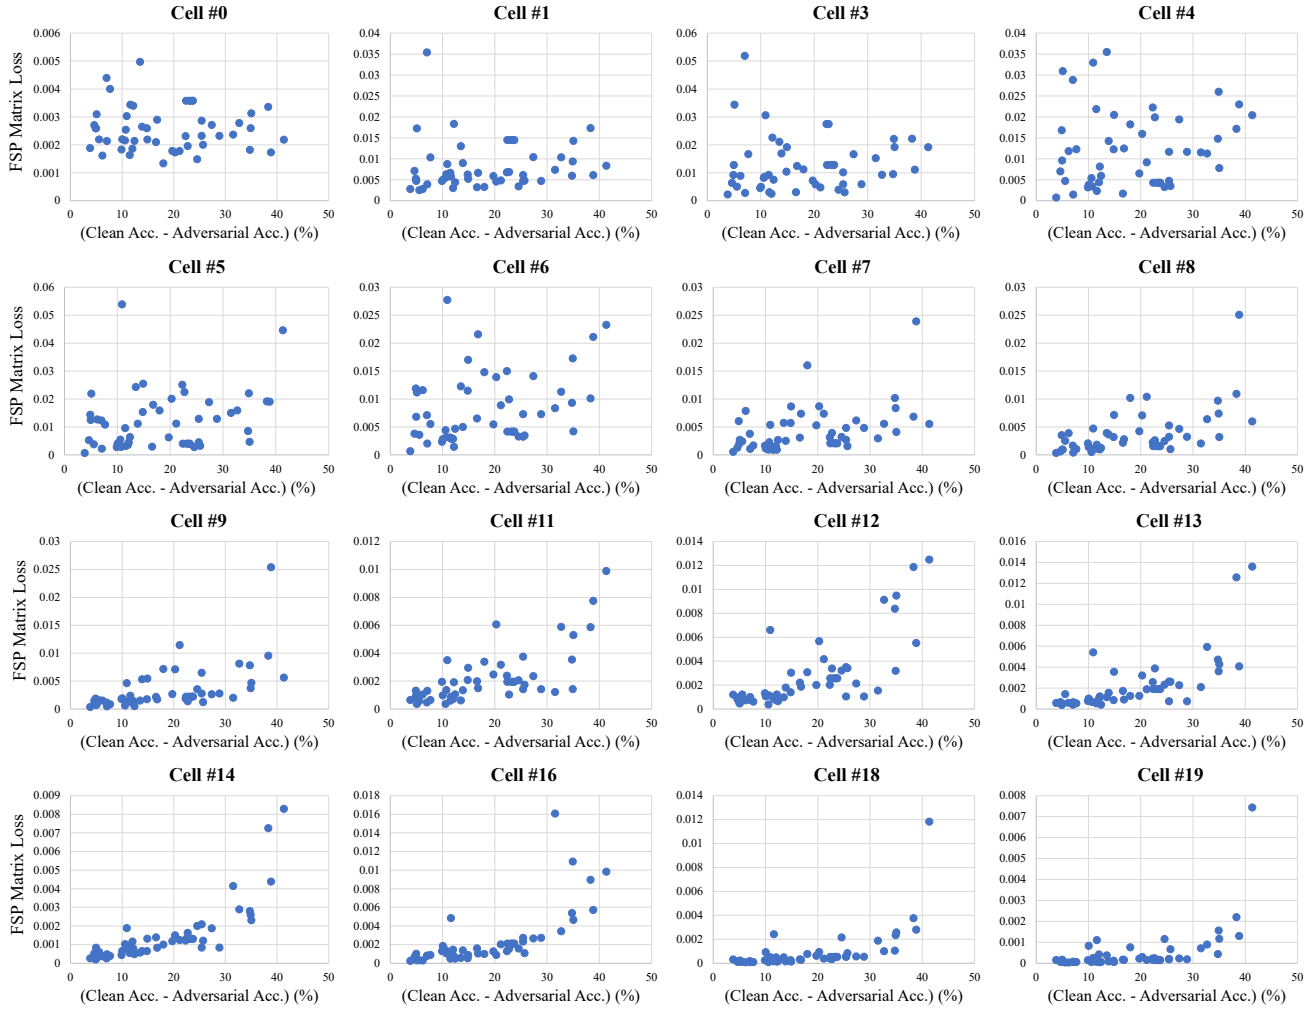 Cell #0
0.006
0.005
0.004
0.003
0.002
0.001
0
FSP Matrix Loss
0 10 20 30 40 50
(Clean Acc. - Adversarial Acc.) (%)
Cell #1
0.04
0.035
0.03
0.025
0.02
0.015
0.01
0.005
0
0 10 20 30 40 50
(Clean Acc. - Adversarial Acc.) (%)
Cell #3
0.06
0.05
0.04
0.03
0.02
0.01
0
0 10 20 30 40 50
(Clean Acc. - Adversarial Acc.) (%)
Cell #4
0.04
0.035
0.03
0.025
0.02
0.015
0.01
0.005
0
0 10 20 30 40 50
(Clean Acc. - Adversarial Acc.) (%)
Cell #5
0.06
0.05
0.04
0.03
0.02
0.01
0
FSP Matrix Loss
0 10 20 30 40 50
(Clean Acc. - Adversarial Acc.) (%)
Cell #6
0.03
0.025
0.02
0.015
0.01
0.005
0
0 10 20 30 40 50
(Clean Acc. - Adversarial Acc.) (%)
Cell #7
0.03
0.025
0.02
0.015
0.01
0.005
0
0 10 20 30 40 50
(Clean Acc. - Adversarial Acc.) (%)
Cell #8
0.03
0.025
0.02
0.015
0.01
0.005
0
0 10 20 30 40 50
(Clean Acc. - Adversarial Acc.) (%)
Cell #9
0.03
0.025
0.02
0.015
0.01
0.005
0
FSP Matrix Loss
0 10 20 30 40 50
(Clean Acc. - Adversarial Acc.) (%)
Cell #11
0.012
0.01
0.008
0.006
0.004
0.002
0
0 10 20 30 40 50
(Clean Acc. - Adversarial Acc.) (%)
Cell #12
0.014
0.012
0.01
0.008
0.006
0.004
0.002
0
0 10 20 30 40 50
(Clean Acc. - Adversarial Acc.) (%)
Cell #13
0.016
0.014
0.012
0.01
0.008
0.006
0.004
0.002
0
0 10 20 30 40 50
(Clean Acc. - Adversarial Acc.) (%)
Cell #14
0.009
0.008
0.007
0.006
0.005
0.004
0.003
0.002
0.001
0
FSP Matrix Loss
0 10 20 30 40 50
(Clean Acc. - Adversarial Acc.) (%)
Cell #16
0.018
0.016
0.014
0.012
0.01
0.008
0.006
0.004
0.002
0
0 10 20 30 40 50
(Clean Acc. - Adversarial Acc.) (%)
Cell #18
0.014
0.012
0.01
0.008
0.006
0.004
0.002
0
0 10 20 30 40 50
(Clean Acc. - Adversarial Acc.) (%)
Cell #19
0.008
0.007
0.006
0.005
0.004
0.003
0.002
0.001
0
0 10 20 30 40 50
(Clean Acc. - Adversarial Acc.) (%)